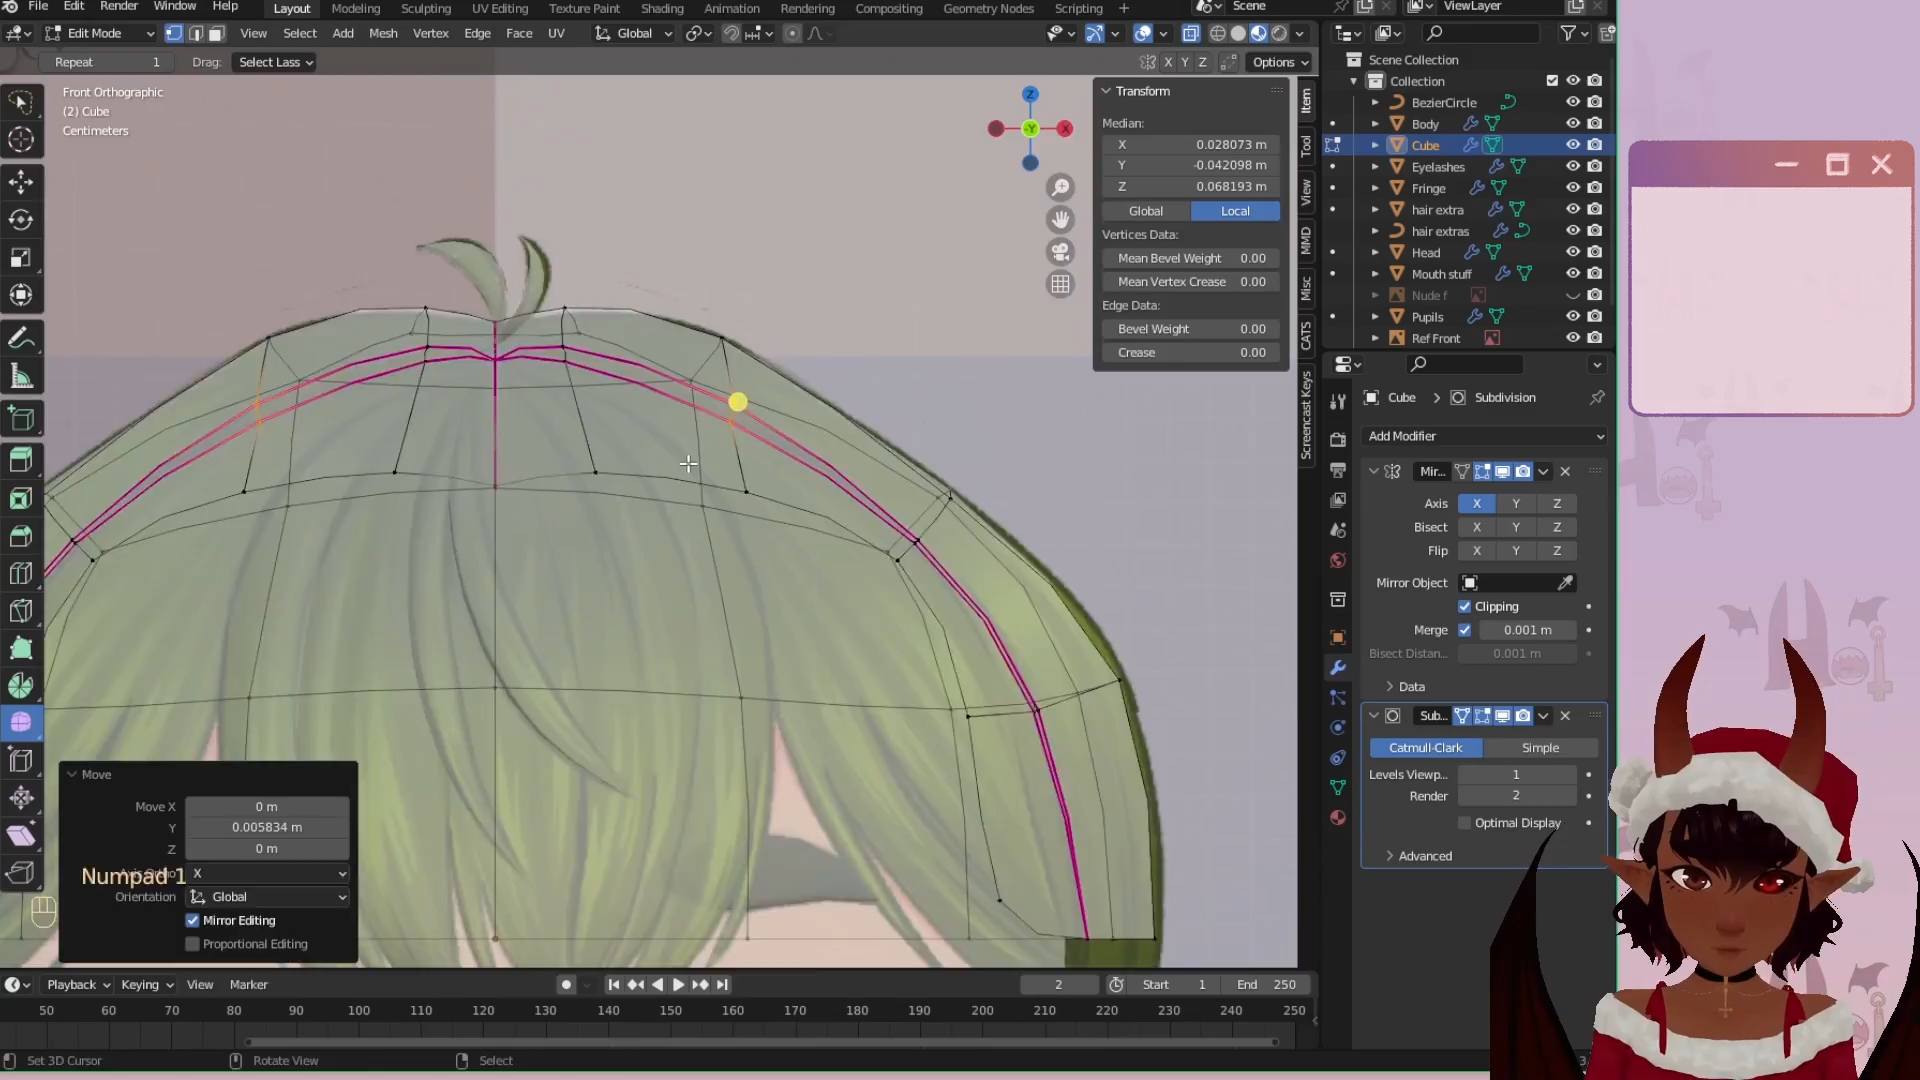 File Edit Render Window Help Layout Modeling Sculpting UV Editing Texture Paint Shading Animation Rendering Compositing Geometry Nodes Scripting Scene ViewLayer
Edit Mode View Select Add Mesh Vertex Edge Face UV Global
Repeat 1 Drag: Select Lass X Y Z Options
Front Orthographic
(2) Cube
Centimeters
Z
Y
X
Transform
Median:
X 0.028073 m
Y -0.042098 m
Z 0.068193 m
Global Local
Vertices Data:
Mean Bevel Weight 0.00
Mean Vertex Crease 0.00
Edge Data:
Bevel Weight 0.00
Crease 0.00
Item
Tool
View
MMD
Misc
CATS
Screencast Keys
Scene Collection
Collection
BezierCircle
Body
Cube
Eyelashes
Fringe
hair extra
hair extras
Head
Mouth stuff
Nude f
Pupils
Ref Front
Cube Subdivision
Add Modifier
Mir...
Axis X Y Z
Bisect X Y Z
Flip X Y Z
Mirror Object
Clipping
Merge 0.001 m
Bisect Distan... 0.001 m
Data
Sub...
Catmull-Clark Simple
Levels Viewp... 1
Render 2
Optimal Display
Advanced
Move
Move X 0 m
Y 0.005834 m
Z 0 m
Numpad 1
X
Orientation Global
Mirror Editing
Proportional Editing
Playback Keying View Marker 2 Start 1 End 250
50 60 70 80 90 100 110 120 130 140 150 160 170 180 190 200 210 220 230 240 250
Set 3D Cursor Rotate View Select